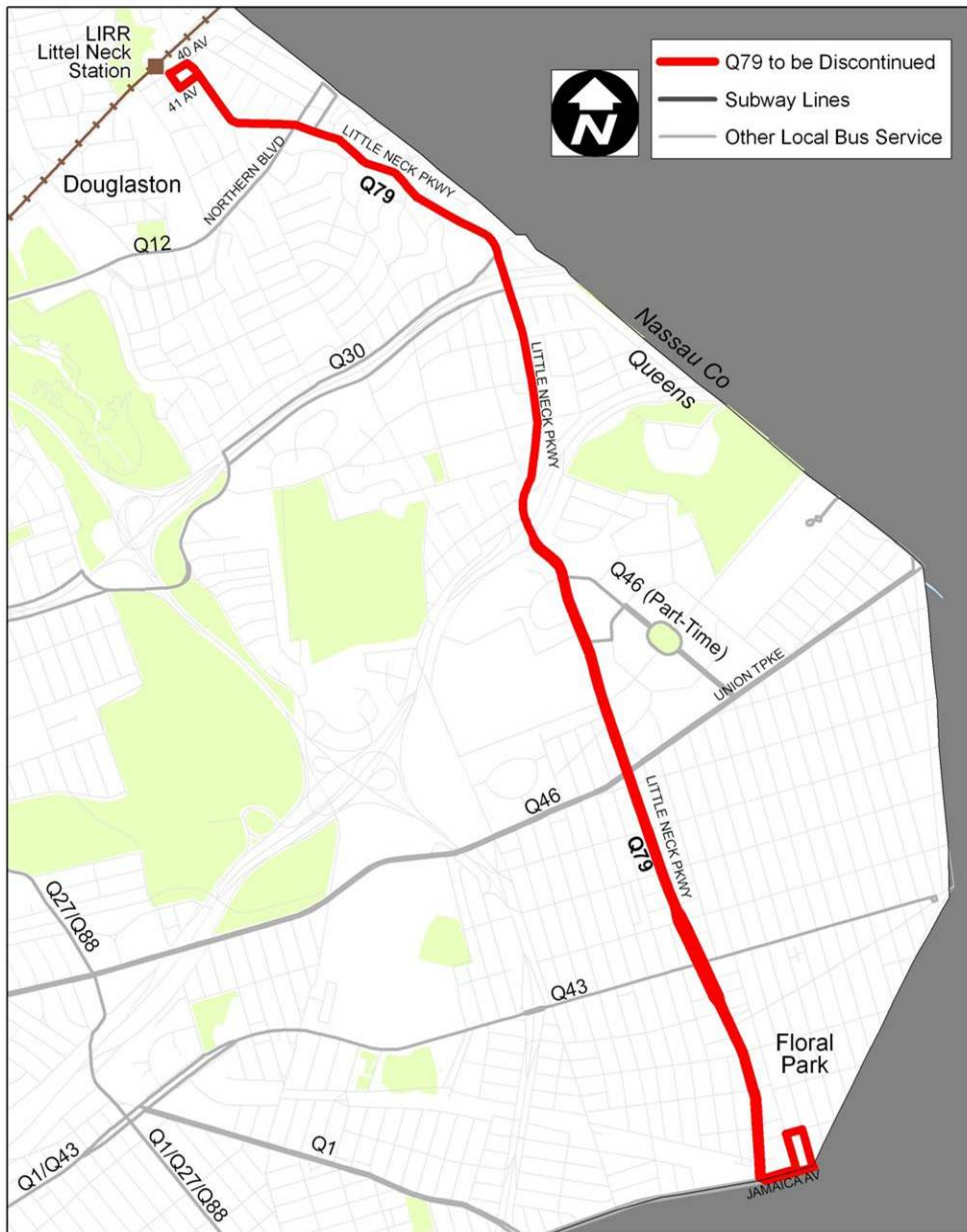 LIRR
Littel Neck
Station
40 AV
41 AV
Q79 to be Discontinued
Subway Lines
Other Local Bus Service
N
LITTLE NECK PKWY
Q79
NORTHERN BLVD
Douglaston
Q12
Q30
Nassau Co
Queens
LITTLE NECK PKWY
Q46 (Part-Time)
UNION TPKE
Q46
LITTLE NECK PKWY
Q79
Q27/Q88
Q43
Floral
Park
Q1/Q43
Q1/Q27/Q88
Q1
JAMAICA AV